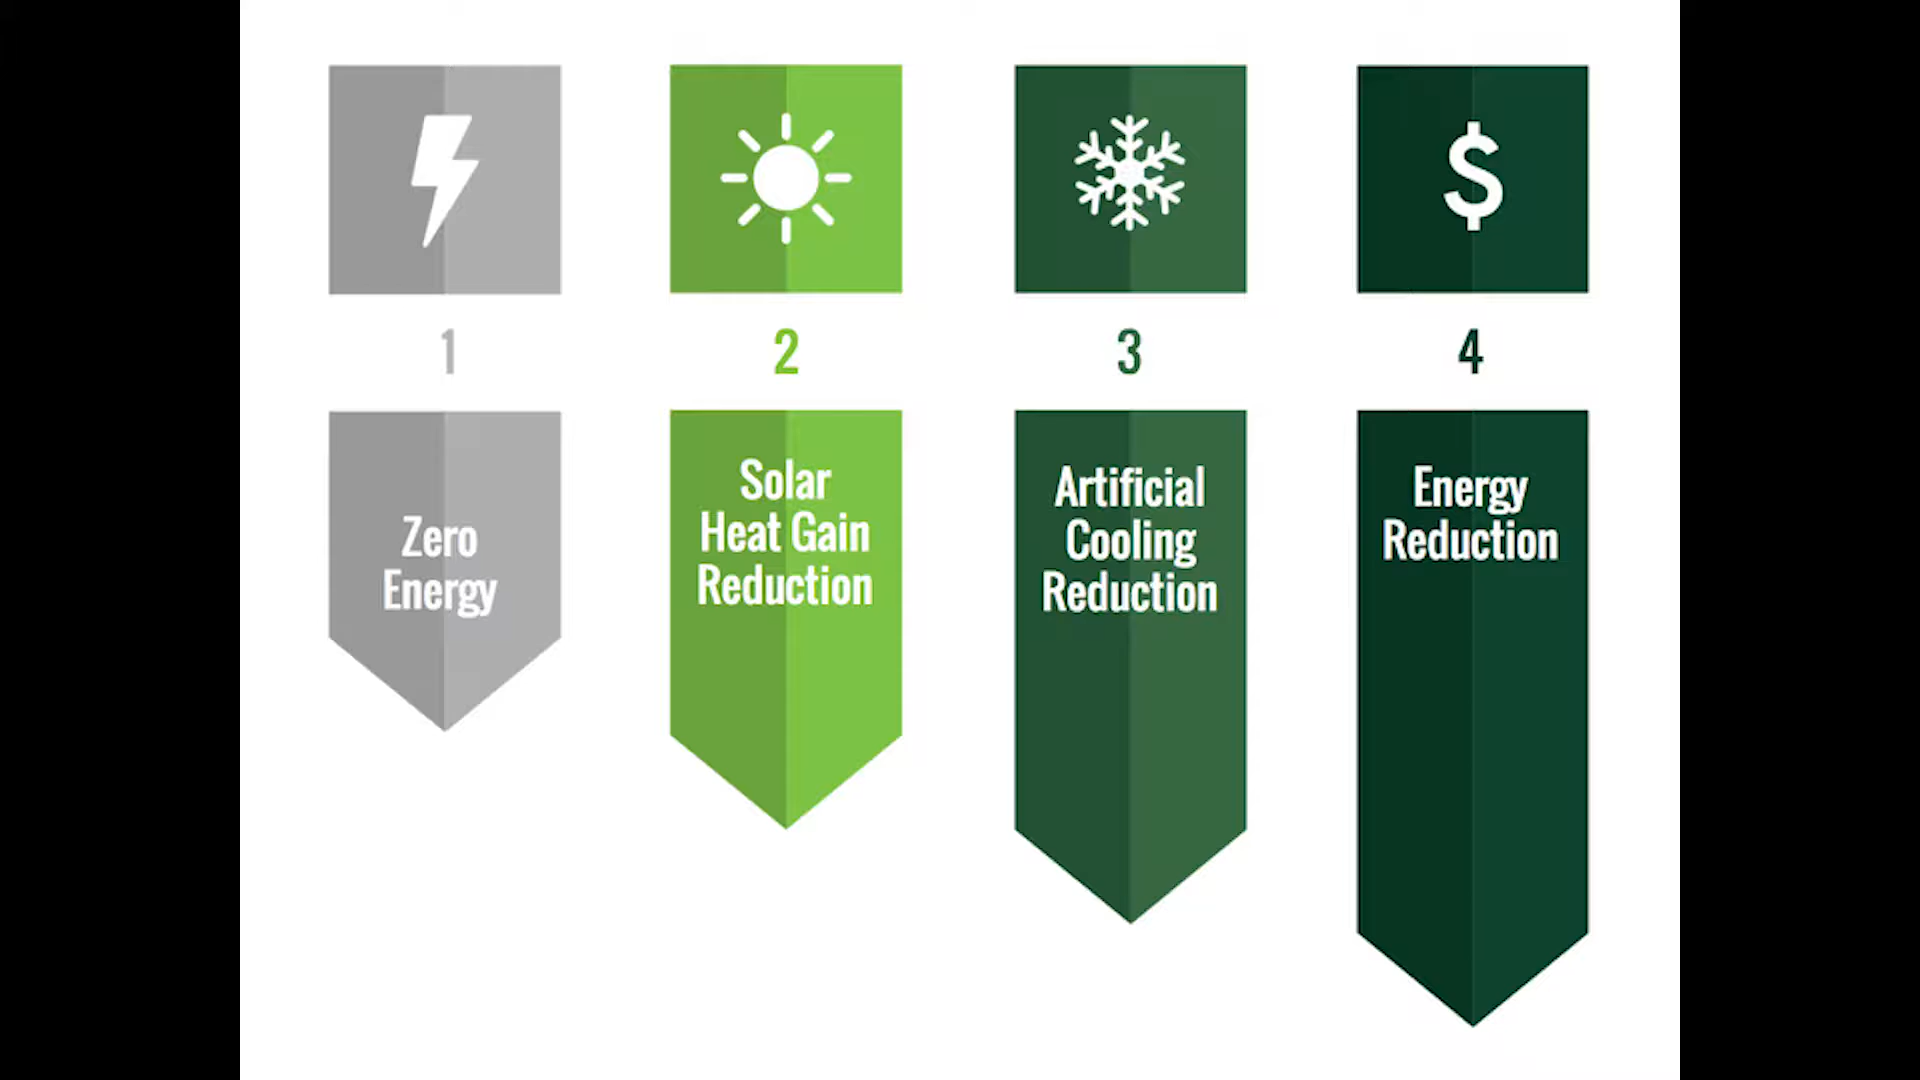 $
1
2
3
4
Zero
Energy
Solar
Heat Gain
Reduction
Artificial
Cooling
Reduction
Energy
Reduction